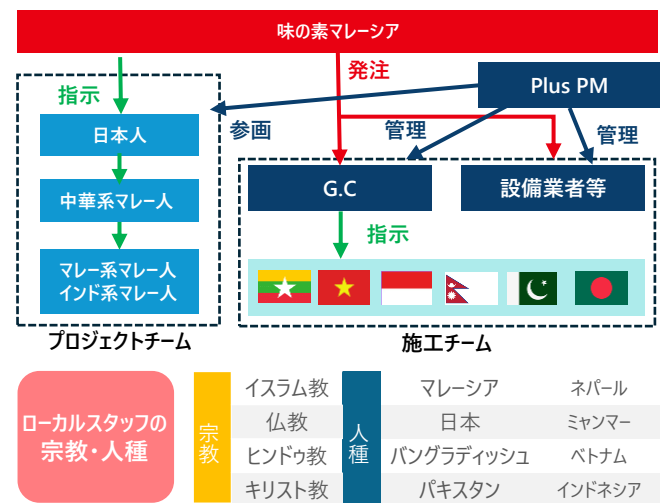 味の素マレーシア
発注
指示
Plus PM
参画
管理
管理
日本人
中華系マレー人
マレー系マレー人
インド系マレー人
プロジェクトチーム
G.C
設備業者等
指示
施工チーム
ローカルスタッフの
宗教・人種
宗教
イスラム教
仏教
ヒンドゥ教
キリスト教
人種
マレーシア
ネパール
日本
ミャンマー
バングラディッシュ
ベトナム
パキスタン
インドネシア